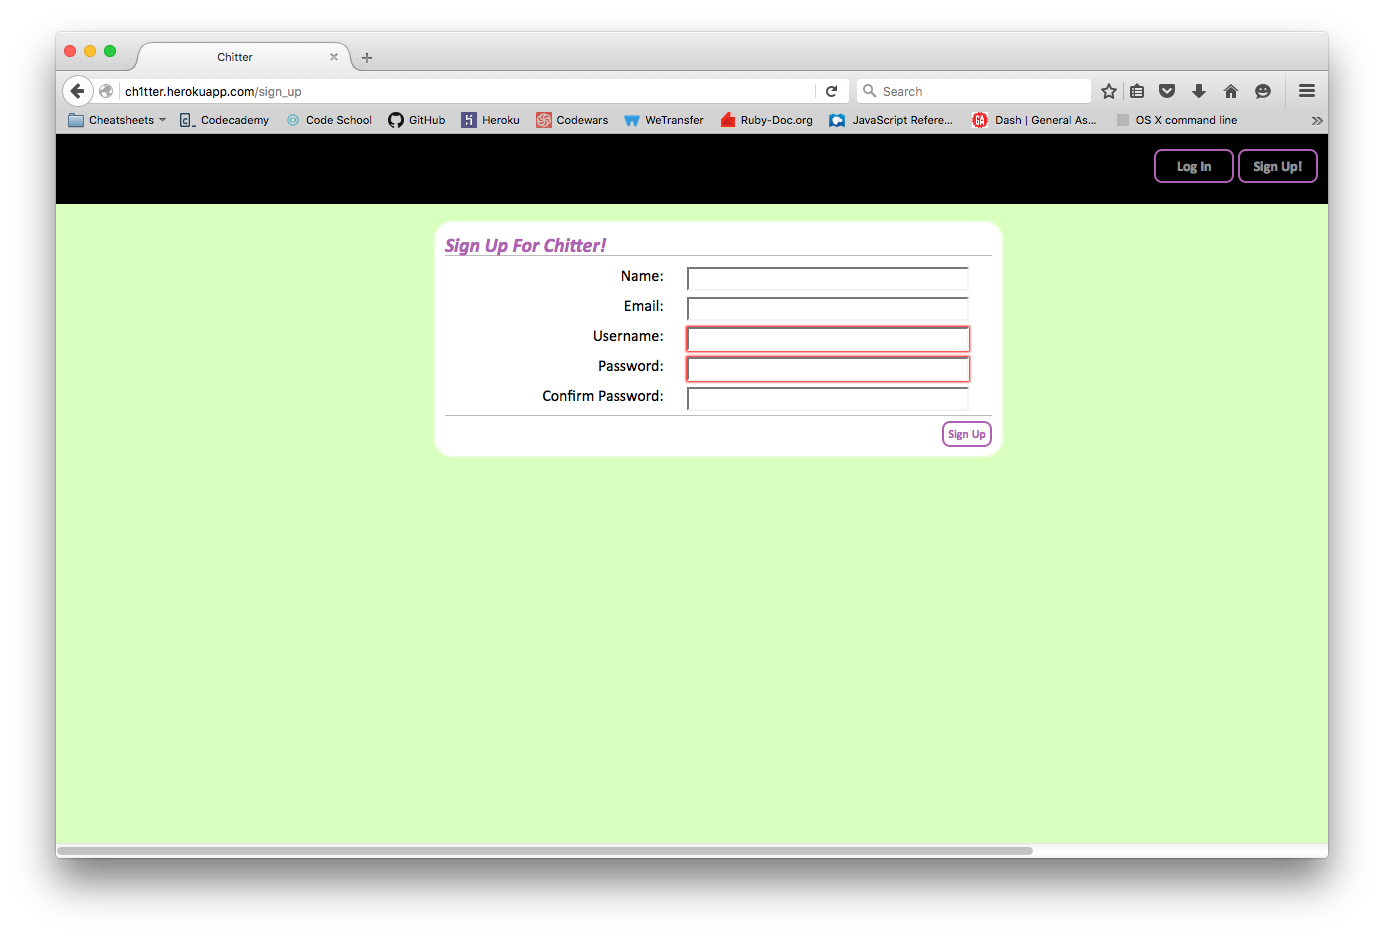 Chitter
ch1tter.herokuapp.com/sign_up
Search
Cheatsheets
Codecademy
Code School
GitHub
Heroku
Codewars
WeTransfer
Ruby-Doc.org
JavaScript Refere...
GA
Dash | General As...
OS X command line
Log In
Sign Up!
Sign Up For Chitter!
Name:
Email:
Username:
Password:
Confirm Password:
Sign Up